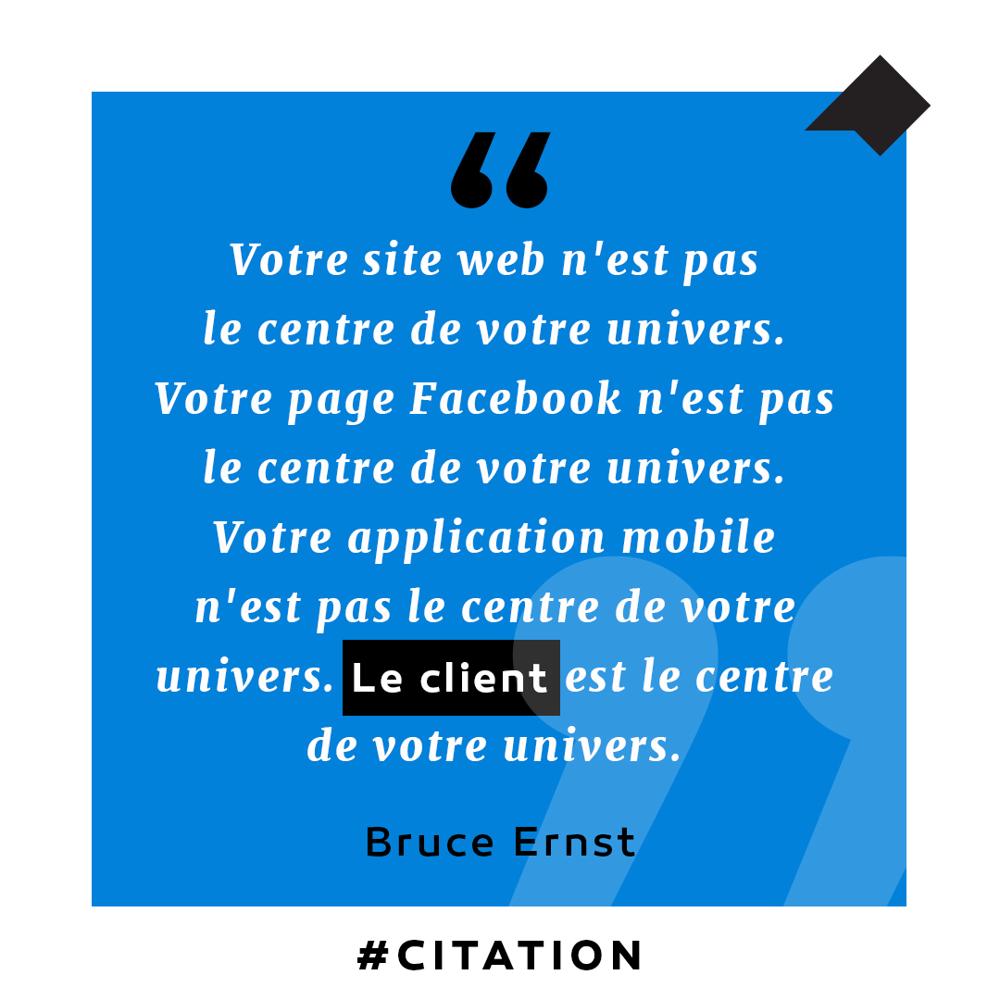 “
Votre site web n'est pas
le centre de votre univers.
Votre page Facebook n'est pas
le centre de votre univers.
Votre application mobile
n'est pas le centre de votre
univers. Le client est le centre
de votre univers.
Bruce Ernst
#CITATION